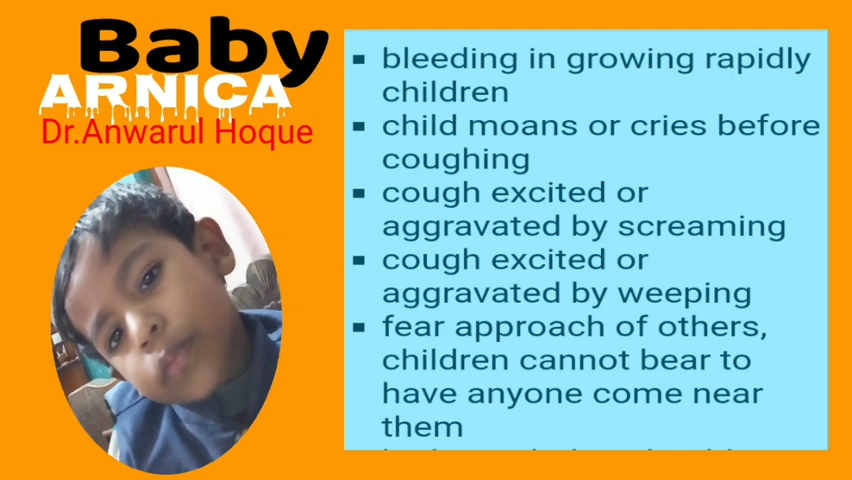 Baby
ARNICA
Dr.Anwarul Hoque
▪ bleeding in growing rapidly
children
▪ child moans or cries before
coughing
▪ cough excited or
aggravated by screaming
▪ cough excited or
aggravated by weeping
▪ fear approach of others,
children cannot bear to
have anyone come near
them